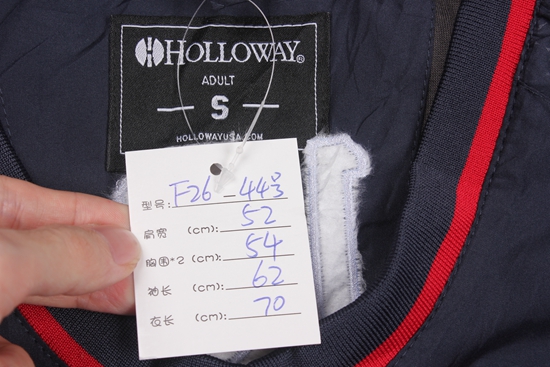 HOLLOWAY®
ADULT
S
HOLLOWAYUSA.COM
型号: F26-443
肩宽 (cm): 52
胸围*2 (cm): 54
袖长 (cm): 62
衣长 (cm): 70